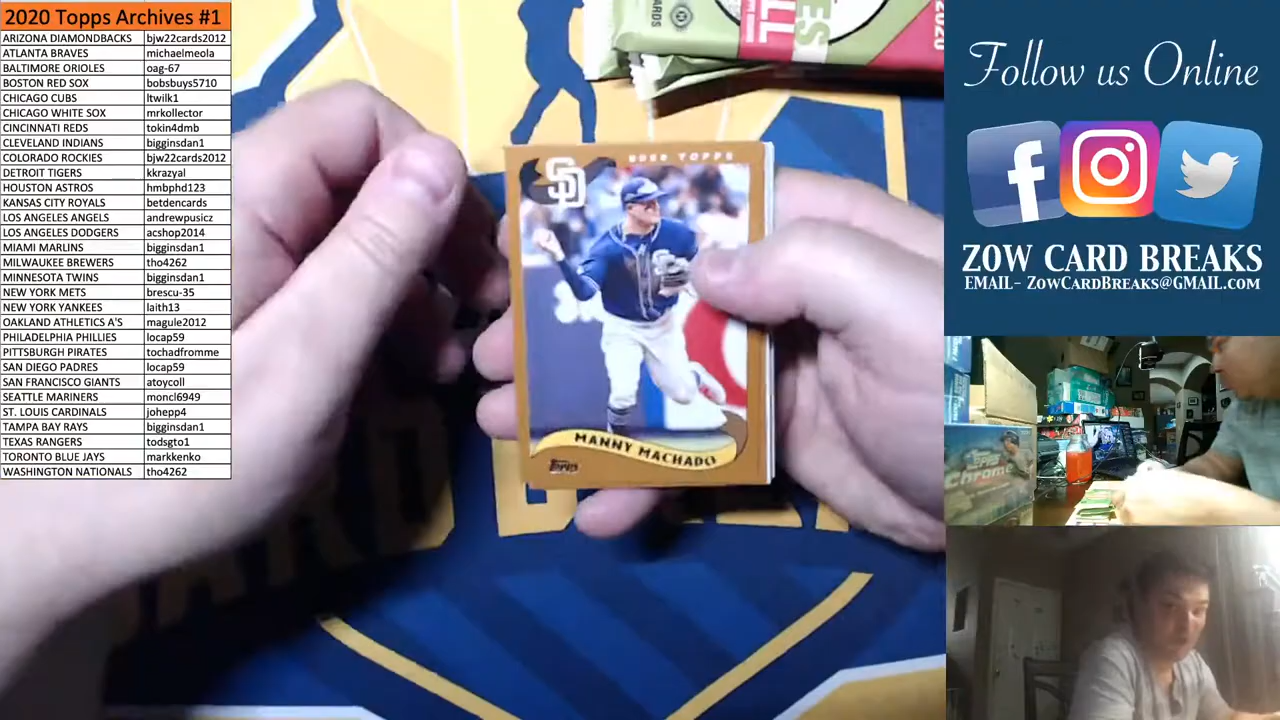 2020 Topps Archives #1
ARIZONA DIAMONDBACKS bjw22cards2012
ATLANTA BRAVES michaelmeola
BALTIMORE ORIOLES oag-67
BOSTON RED SOX bobsbuys5710
CHICAGO CUBS ltwilk1
CHICAGO WHITE SOX mrkollector
CINCINNATI REDS tokin4dmb
CLEVELAND INDIANS bigginsdan1
COLORADO ROCKIES bjw22cards2012
DETROIT TIGERS kkrazyal
HOUSTON ASTROS hmbphd123
KANSAS CITY ROYALS betdencards
LOS ANGELES ANGELS andrewpusicz
LOS ANGELES DODGERS acshop2014
MIAMI MARLINS bigginsdan1
MILWAUKEE BREWERS tho4262
MINNESOTA TWINS bigginsdan1
NEW YORK METS brescu-35
NEW YORK YANKEES laith13
OAKLAND ATHLETICS A'S magule2012
PHILADELPHIA PHILLIES locap59
PITTSBURGH PIRATES tochadfromme
SAN DIEGO PADRES locap59
SAN FRANCISCO GIANTS atoycoll
SEATTLE MARINERS moncl6949
ST. LOUIS CARDINALS johepp4
TAMPA BAY RAYS bigginsdan1
TEXAS RANGERS todsgto1
TORONTO BLUE JAYS markkenko
WASHINGTON NATIONALS tho4262
2020
SD
TOPPS
MANNY MACHADO
Topps
Follow us Online
f
ZOW CARD BREAKS
EMAIL- ZOWCARDBREAKS@GMAIL.COM
Topps
Chrome